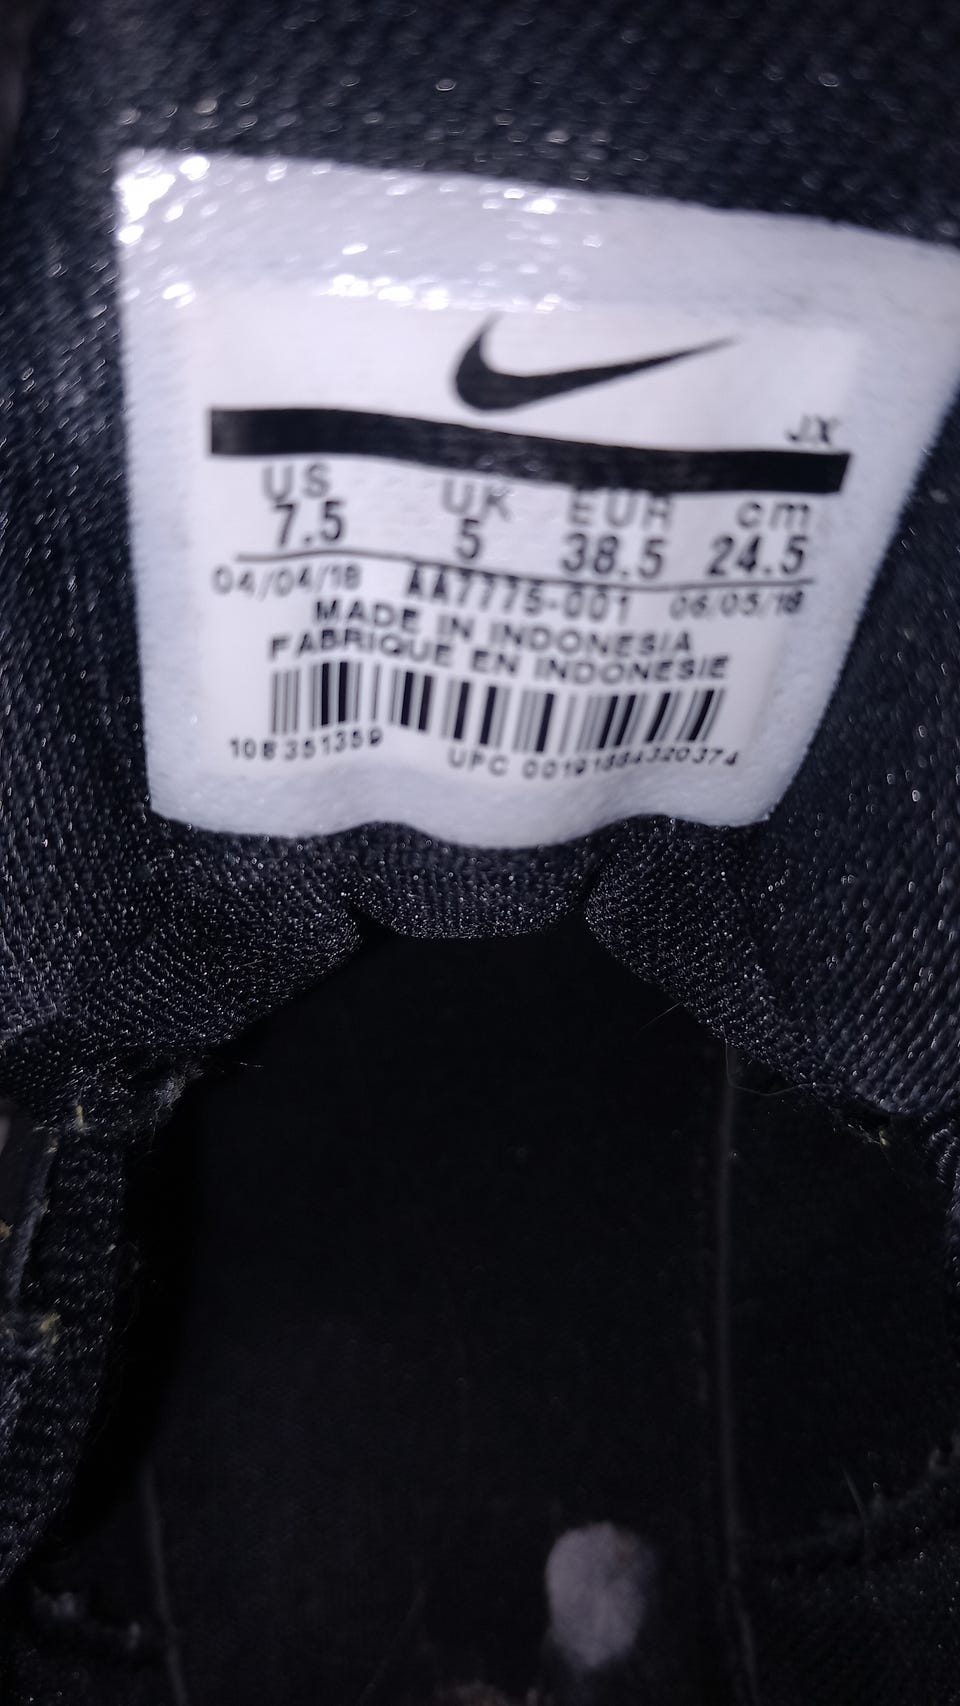 JX
US UK EUR cm
7.5 5 38.5 24.5
04/04/18 AA7775-001 06/05/18
MADE IN INDONESIA
FABRIQUE EN INDONESIE
108351359 UPC 00191884320374